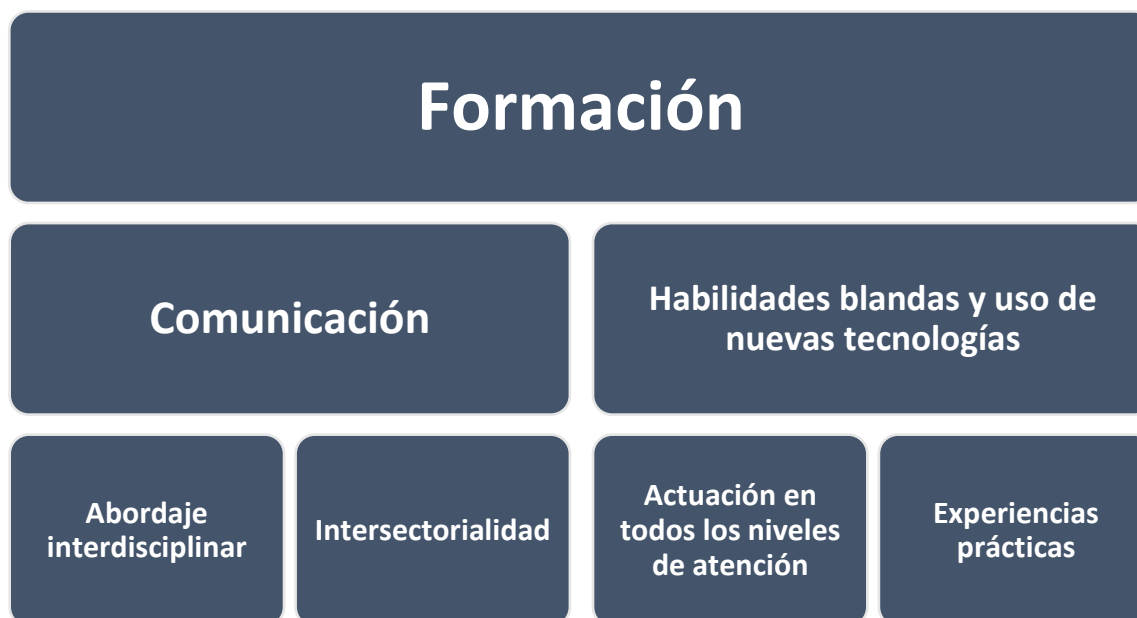 Formación
Comunicación
Habilidades blandas y uso de
nuevas tecnologías
Abordaje
interdisciplinar
Intersectorialidad
Actuación en
todos los niveles
de atención
Experiencias
prácticas